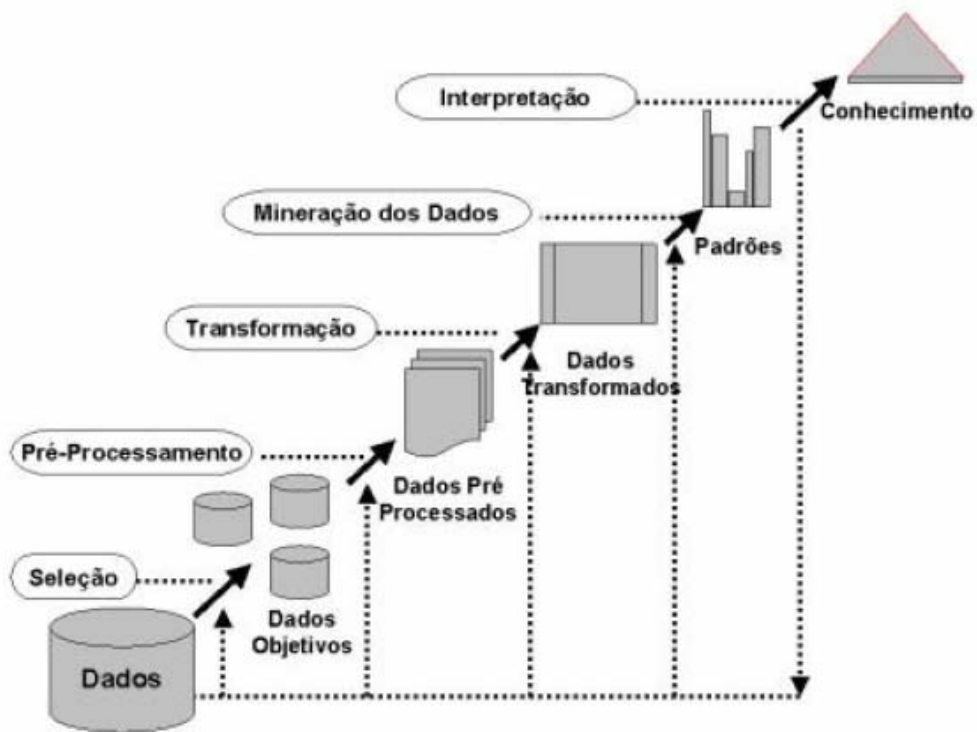 Interpretação
Conhecimento
Mineração dos Dados
Padrões
Transformação
Dados
Transformados
Pré-Processamento
Dados Pré
Processados
Seleção
Dados
Objetivos
Dados